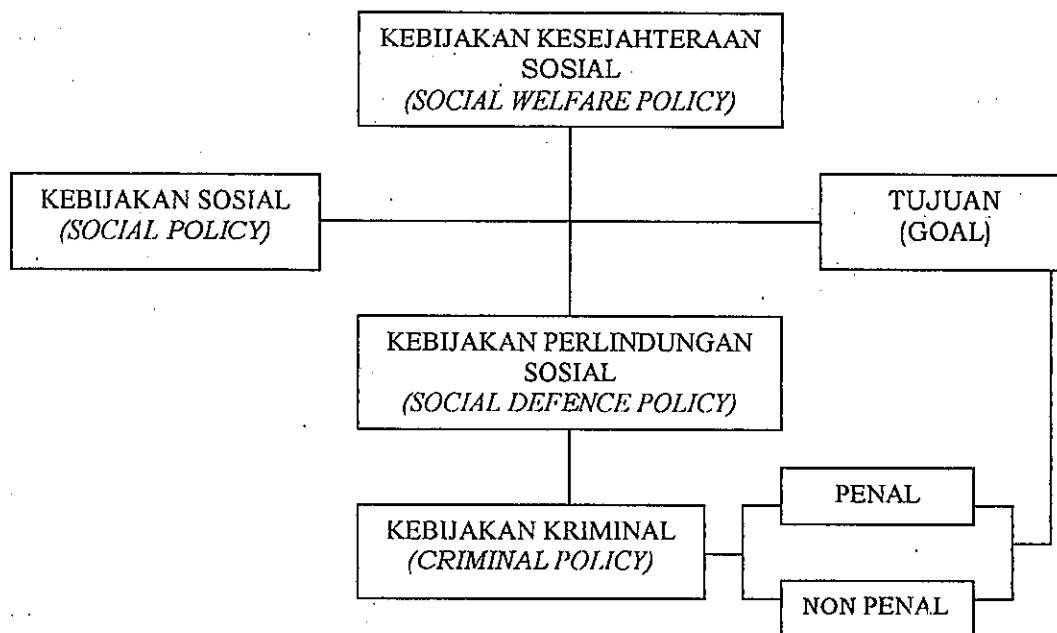 KEBIJAKAN KESEJAHTERAAN
SOSIAL
(SOCIAL WELFARE POLICY)
KEBIJAKAN SOSIAL
(SOCIAL POLICY)
TUJUAN
(GOAL)
KEBIJAKAN PERLINDUNGAN
SOSIAL
(SOCIAL DEFENCE POLICY)
KEBIJAKAN KRIMINAL
(CRIMINAL POLICY)
PENAL
NON PENAL